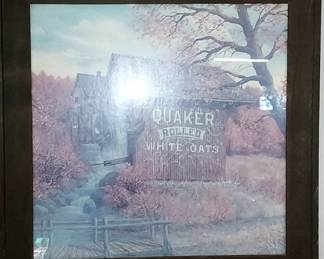 QUAKER
ROLLED
WHITE OATS